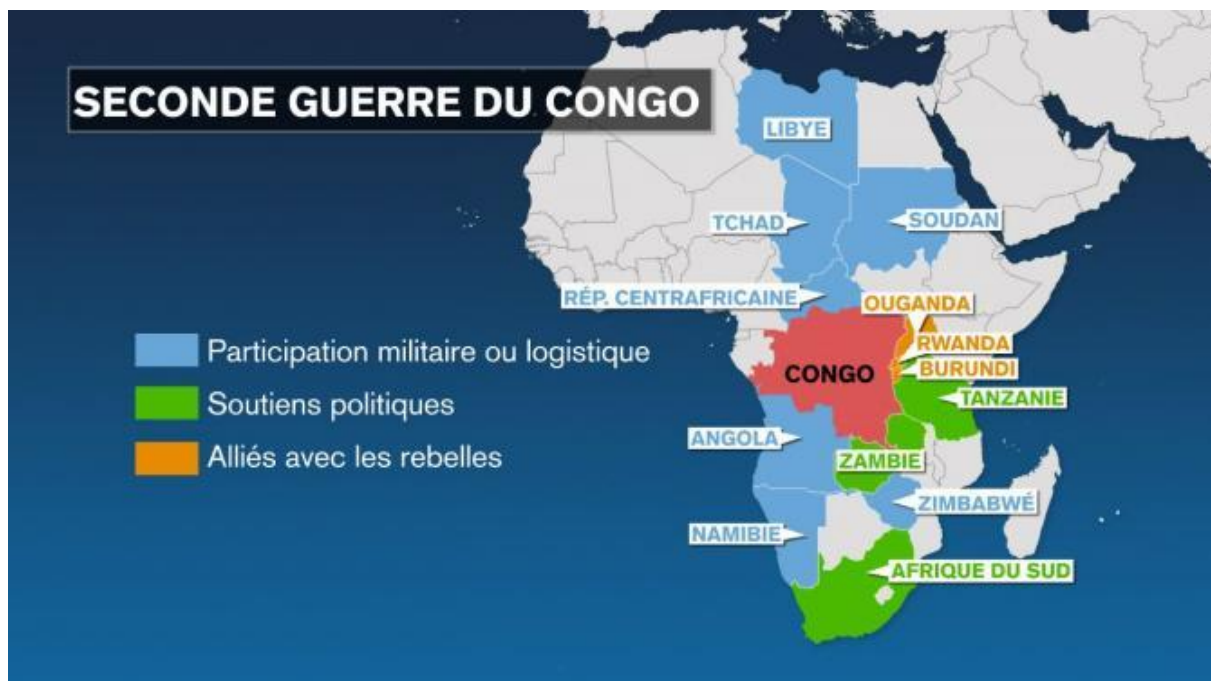 SECONDE GUERRE DU CONGO
LIBYE
TCHAD
SOUDAN
RÉP. CENTRAFRICAINE
OUGANDA
RWANDA
BURUNDI
CONGO
TANZANIE
ANGOLA
ZAMBIE
ZIMBABWÉ
NAMIBIE
AFRIQUE DU SUD
Participation militaire ou logistique
Soutiens politiques
Alliés avec les rebelles